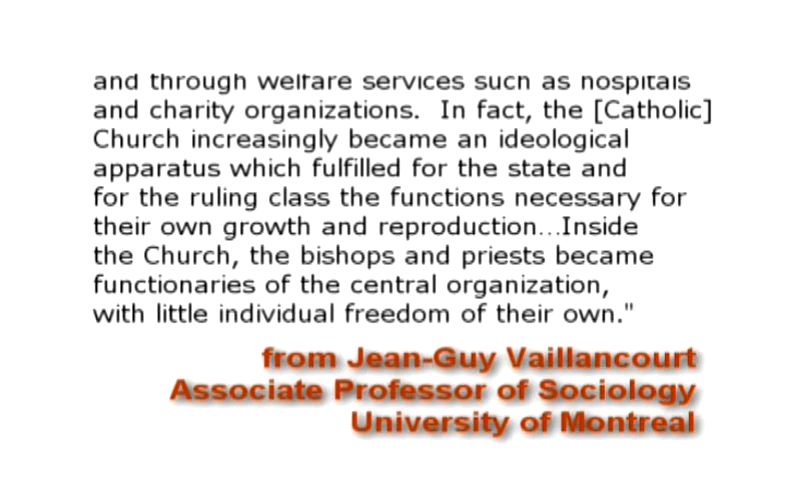 and through welfare services such as hospitals
and charity organizations. In fact, the [Catholic]
Church increasingly became an ideological
apparatus which fulfilled for the state and
for the ruling class the functions necessary for
their own growth and reproduction...Inside
the Church, the bishops and priests became
functionaries of the central organization,
with little individual freedom of their own."
from Jean-Guy Vaillancourt
Associate Professor of Sociology
University of Montreal